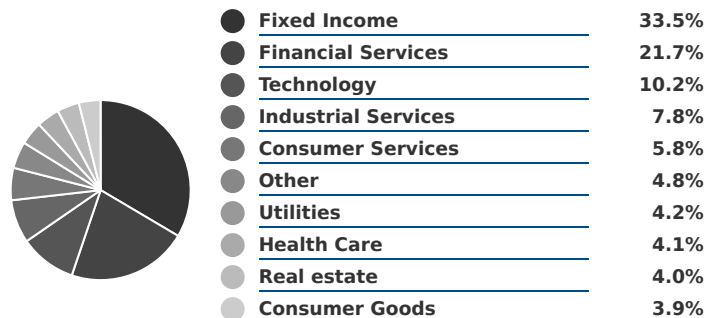 Fixed Income 33.5%
Financial Services 21.7%
Technology 10.2%
Industrial Services 7.8%
Consumer Services 5.8%
Other 4.8%
Utilities 4.2%
Health Care 4.1%
Real estate 4.0%
Consumer Goods 3.9%